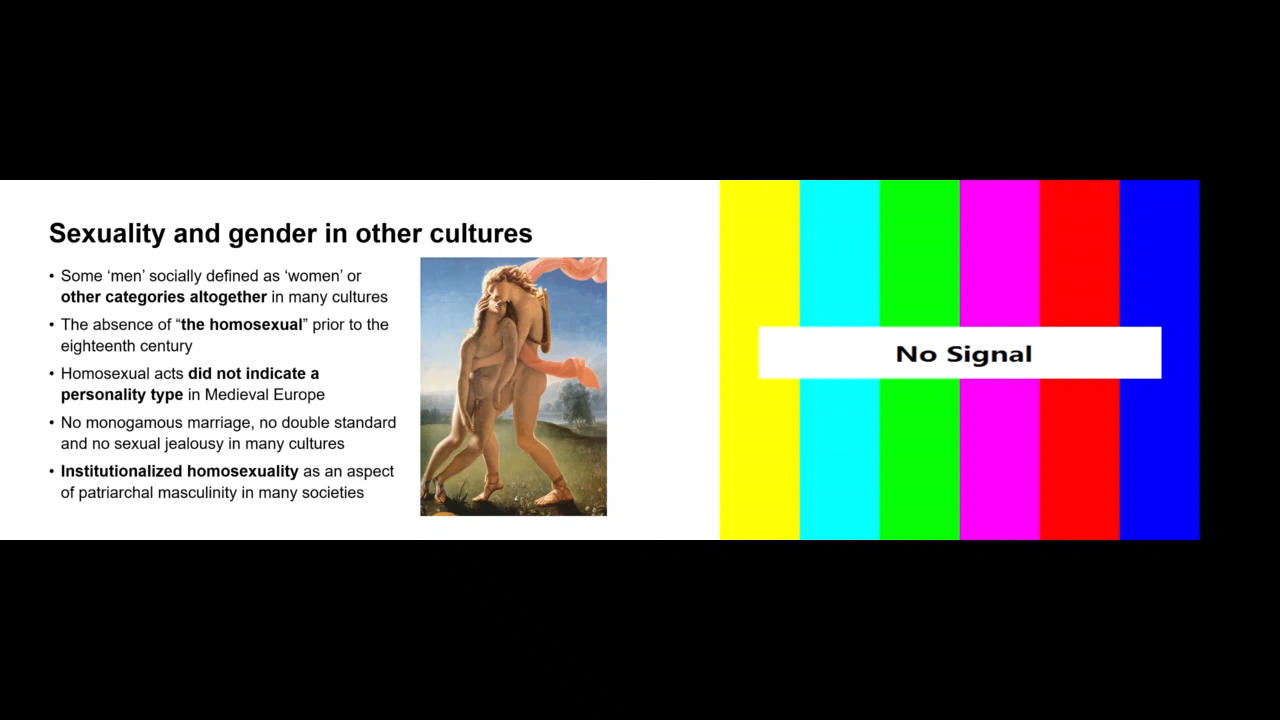 Sexuality and gender in other cultures
• Some ‘men’ socially defined as ‘women’ or
other categories altogether in many cultures
• The absence of “the homosexual” prior to the
eighteenth century
• Homosexual acts did not indicate a
personality type in Medieval Europe
• No monogamous marriage, no double standard
and no sexual jealousy in many cultures
• Institutionalized homosexuality as an aspect
of patriarchal masculinity in many societies
No Signal